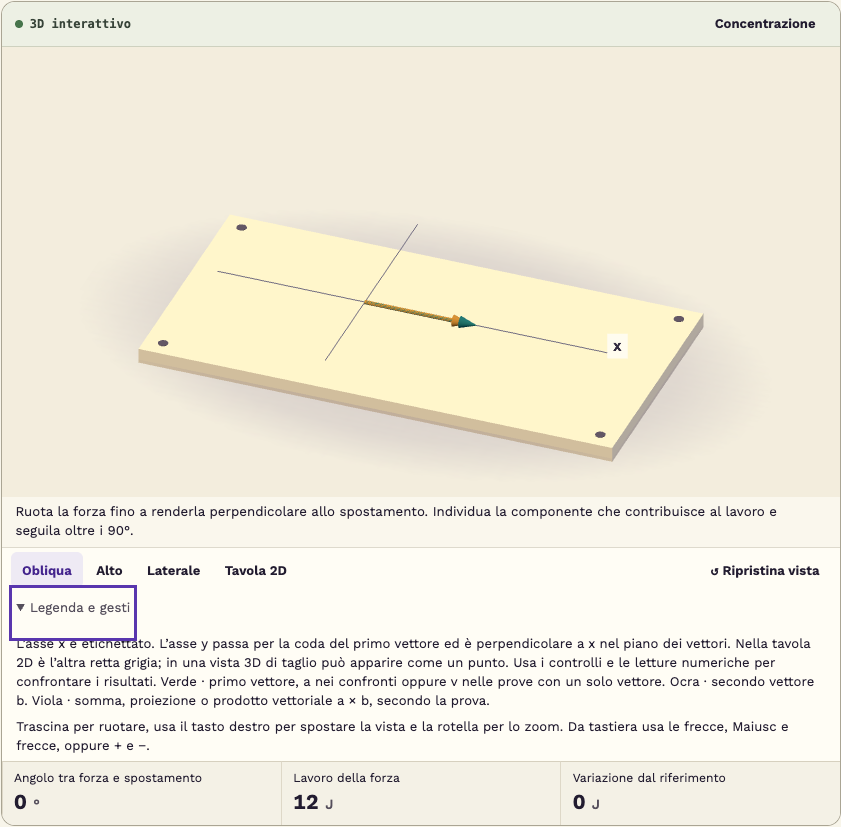 3D interattivo
Concentrazione
x
Ruota la forza fino a renderla perpendicolare allo spostamento. Individua la componente che contribuisce al lavoro e
seguila oltre i 90°.
Obliqua
Alto
Laterale
Tavola 2D
↺ Ripristina vista
▼ Legenda e gesti
L’asse x è etichettato. L’asse y passa per la coda del primo vettore ed è perpendicolare a x nel piano dei vettori. Nella tavola
2D è l’altra retta grigia; in una vista 3D di taglio può apparire come un punto. Usa i controlli e le letture numeriche per
confrontare i risultati. Verde · primo vettore, a nei confronti oppure v nelle prove con un solo vettore. Ocra · secondo vettore
b. Viola · somma, proiezione o prodotto vettoriale a × b, secondo la prova.
Trascina per ruotare, usa il tasto destro per spostare la vista e la rotella per lo zoom. Da tastiera usa le frecce, Maiusc e
frecce, oppure + e −.
Angolo tra forza e spostamento
0 °
Lavoro della forza
12 J
Variazione dal riferimento
0 J